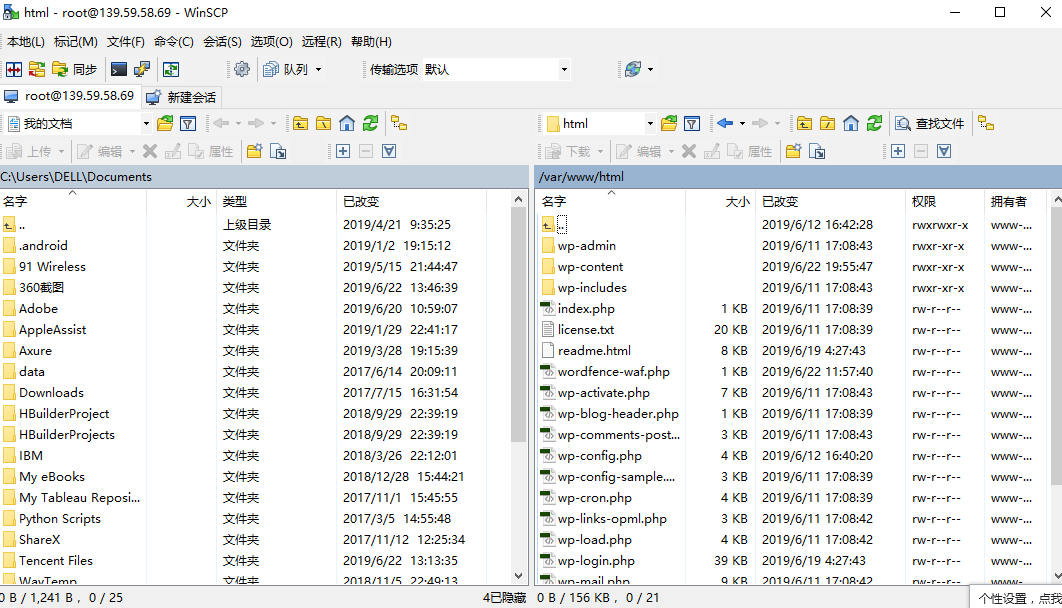 html - root@139.59.58.69 - WinSCP
本地(L) 标记(M) 文件(F) 命令(C) 会话(S) 选项(O) 远程(R) 帮助(H)
同步 队列 传输选项 默认
root@139.59.58.69 新建会话
我的文档 html 查找文件
上传 编辑 属性 下载 编辑 属性
C:\Users\DELL\Documents /var/www/html
名字 大小 类型 已改变 名字 大小 已改变 权限 拥有者
.. 上级目录 2019/4/21 9:35:25 .. 2019/6/12 16:42:28 rwxrwxr-x www-...
.android 文件夹 2019/1/2 19:15:12 wp-admin 2019/6/11 17:08:43 rwxr-xr-x www-...
91 Wireless 文件夹 2019/5/15 21:44:47 wp-content 2019/6/22 19:55:47 rwxr-xr-x www-...
360截图 文件夹 2019/6/22 13:46:39 wp-includes 2019/6/11 17:08:43 rwxr-xr-x www-...
Adobe 文件夹 2019/6/20 10:59:07 index.php 1 KB 2019/6/11 17:08:39 rw-r--r-- www-...
AppleAssist 文件夹 2019/1/29 22:41:17 license.txt 20 KB 2019/6/11 17:08:39 rw-r--r-- www-...
Axure 文件夹 2019/3/28 19:15:39 readme.html 8 KB 2019/6/19 4:27:43 rw-r--r-- www-...
data 文件夹 2017/6/14 20:09:11 wordfence-waf.php 1 KB 2019/6/22 11:57:40 rw-r--r-- www-...
Downloads 文件夹 2017/7/15 16:31:54 wp-activate.php 7 KB 2019/6/11 17:08:43 rw-r--r-- www-...
HBuilderProject 文件夹 2018/9/29 22:39:19 wp-blog-header.php 1 KB 2019/6/11 17:08:39 rw-r--r-- www-...
HBuilderProjects 文件夹 2018/9/29 22:39:19 wp-comments-post... 3 KB 2019/6/11 17:08:43 rw-r--r-- www-...
IBM 文件夹 2018/3/26 22:12:01 wp-config.php 4 KB 2019/6/12 16:40:20 rw-r--r-- www-...
My eBooks 文件夹 2018/12/28 15:44:21 wp-config-sample.... 3 KB 2019/6/11 17:08:39 rw-r--r-- www-...
My Tableau Reposi... 文件夹 2017/11/1 15:45:55 wp-cron.php 4 KB 2019/6/11 17:08:39 rw-r--r-- www-...
Python Scripts 文件夹 2017/3/5 14:55:48 wp-links-opml.php 3 KB 2019/6/11 17:08:42 rw-r--r-- www-...
ShareX 文件夹 2017/11/12 12:25:34 wp-load.php 4 KB 2019/6/11 17:08:42 rw-r--r-- www-...
Tencent Files 文件夹 2019/6/22 13:13:35 wp-login.php 39 KB 2019/6/19 4:27:43 rw-r--r-- www-...
WavTemp 文件夹 2018/11/5 22:49:13 wp-mail.php 9 KB 2019/6/11 17:08:42 rw-r--r-- www-...
0 B / 1,241 B， 0 / 25 4已隐藏 0 B / 156 KB， 0 / 21 个性设置，点我